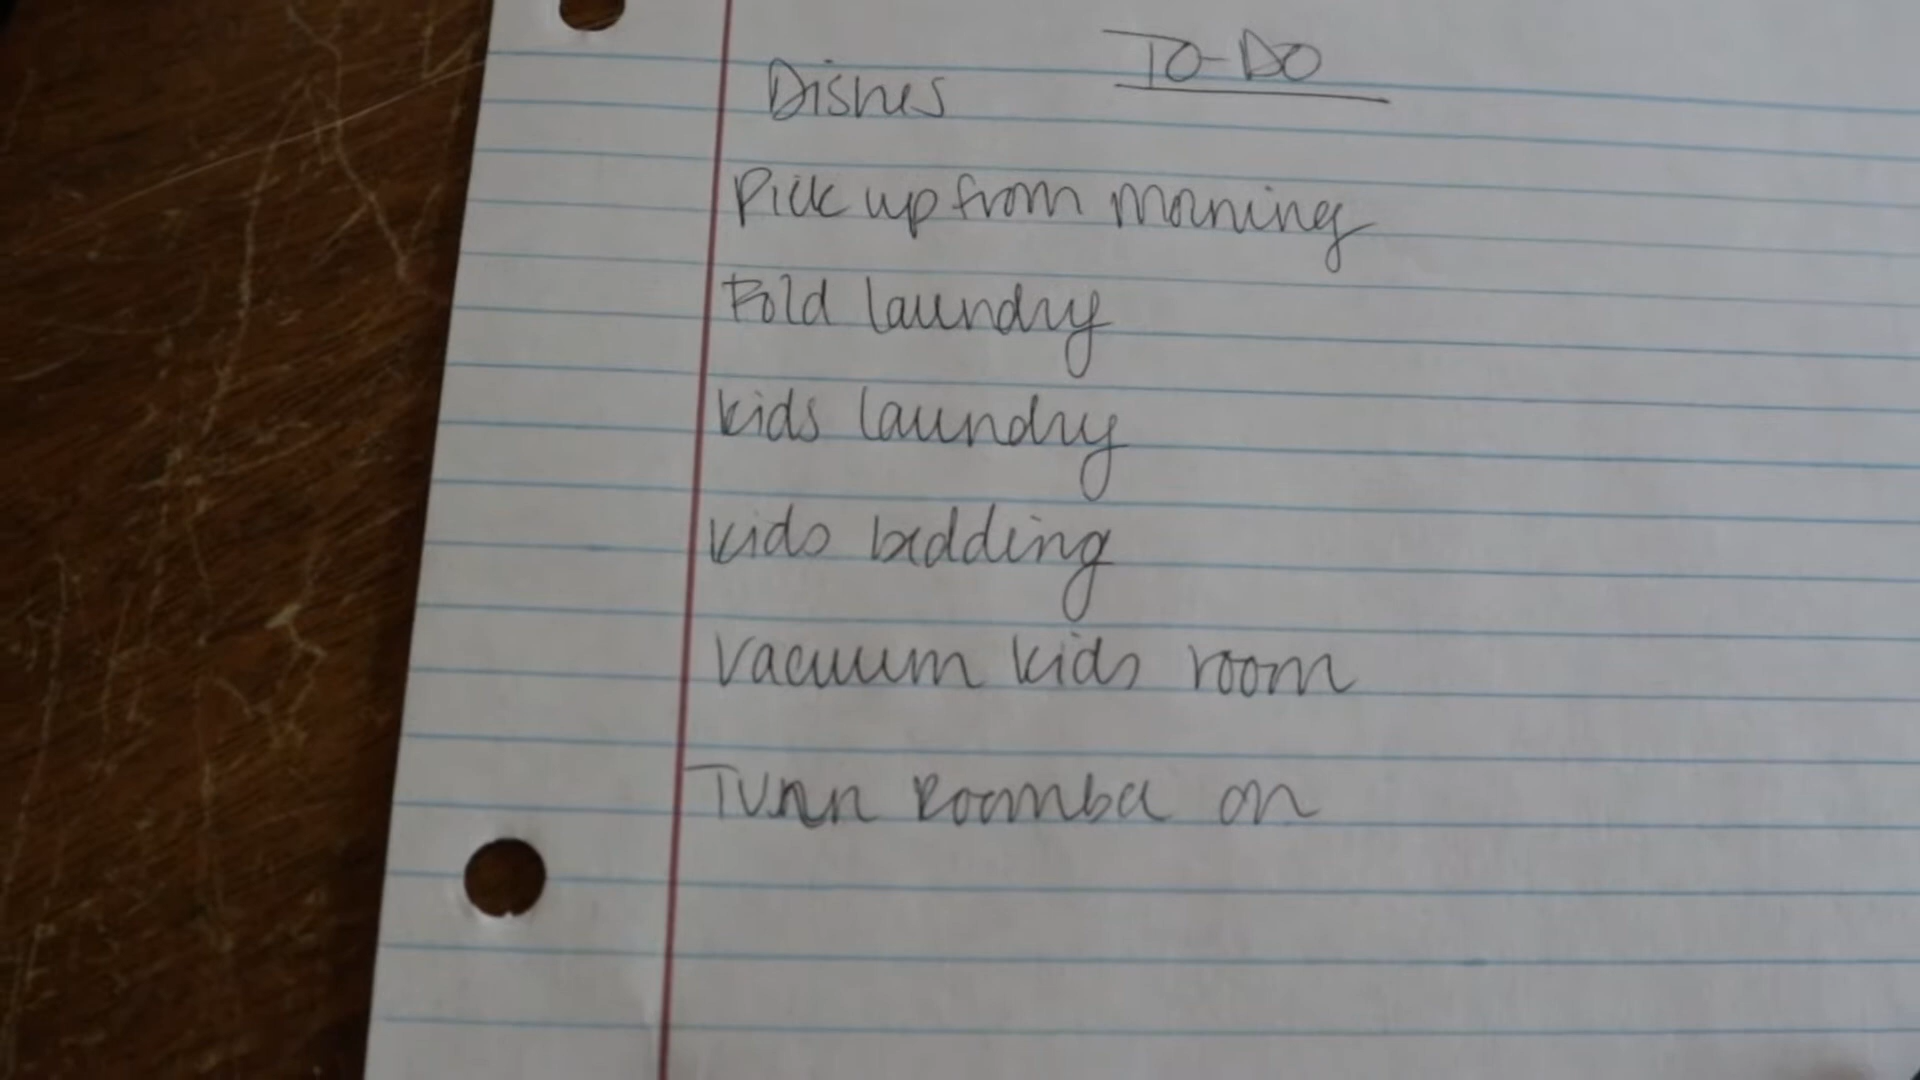 TO-DO
Dishes
Pick up from morning
Fold laundry
kids laundry
kids bedding
vacuum kids room
Turn Roomba on